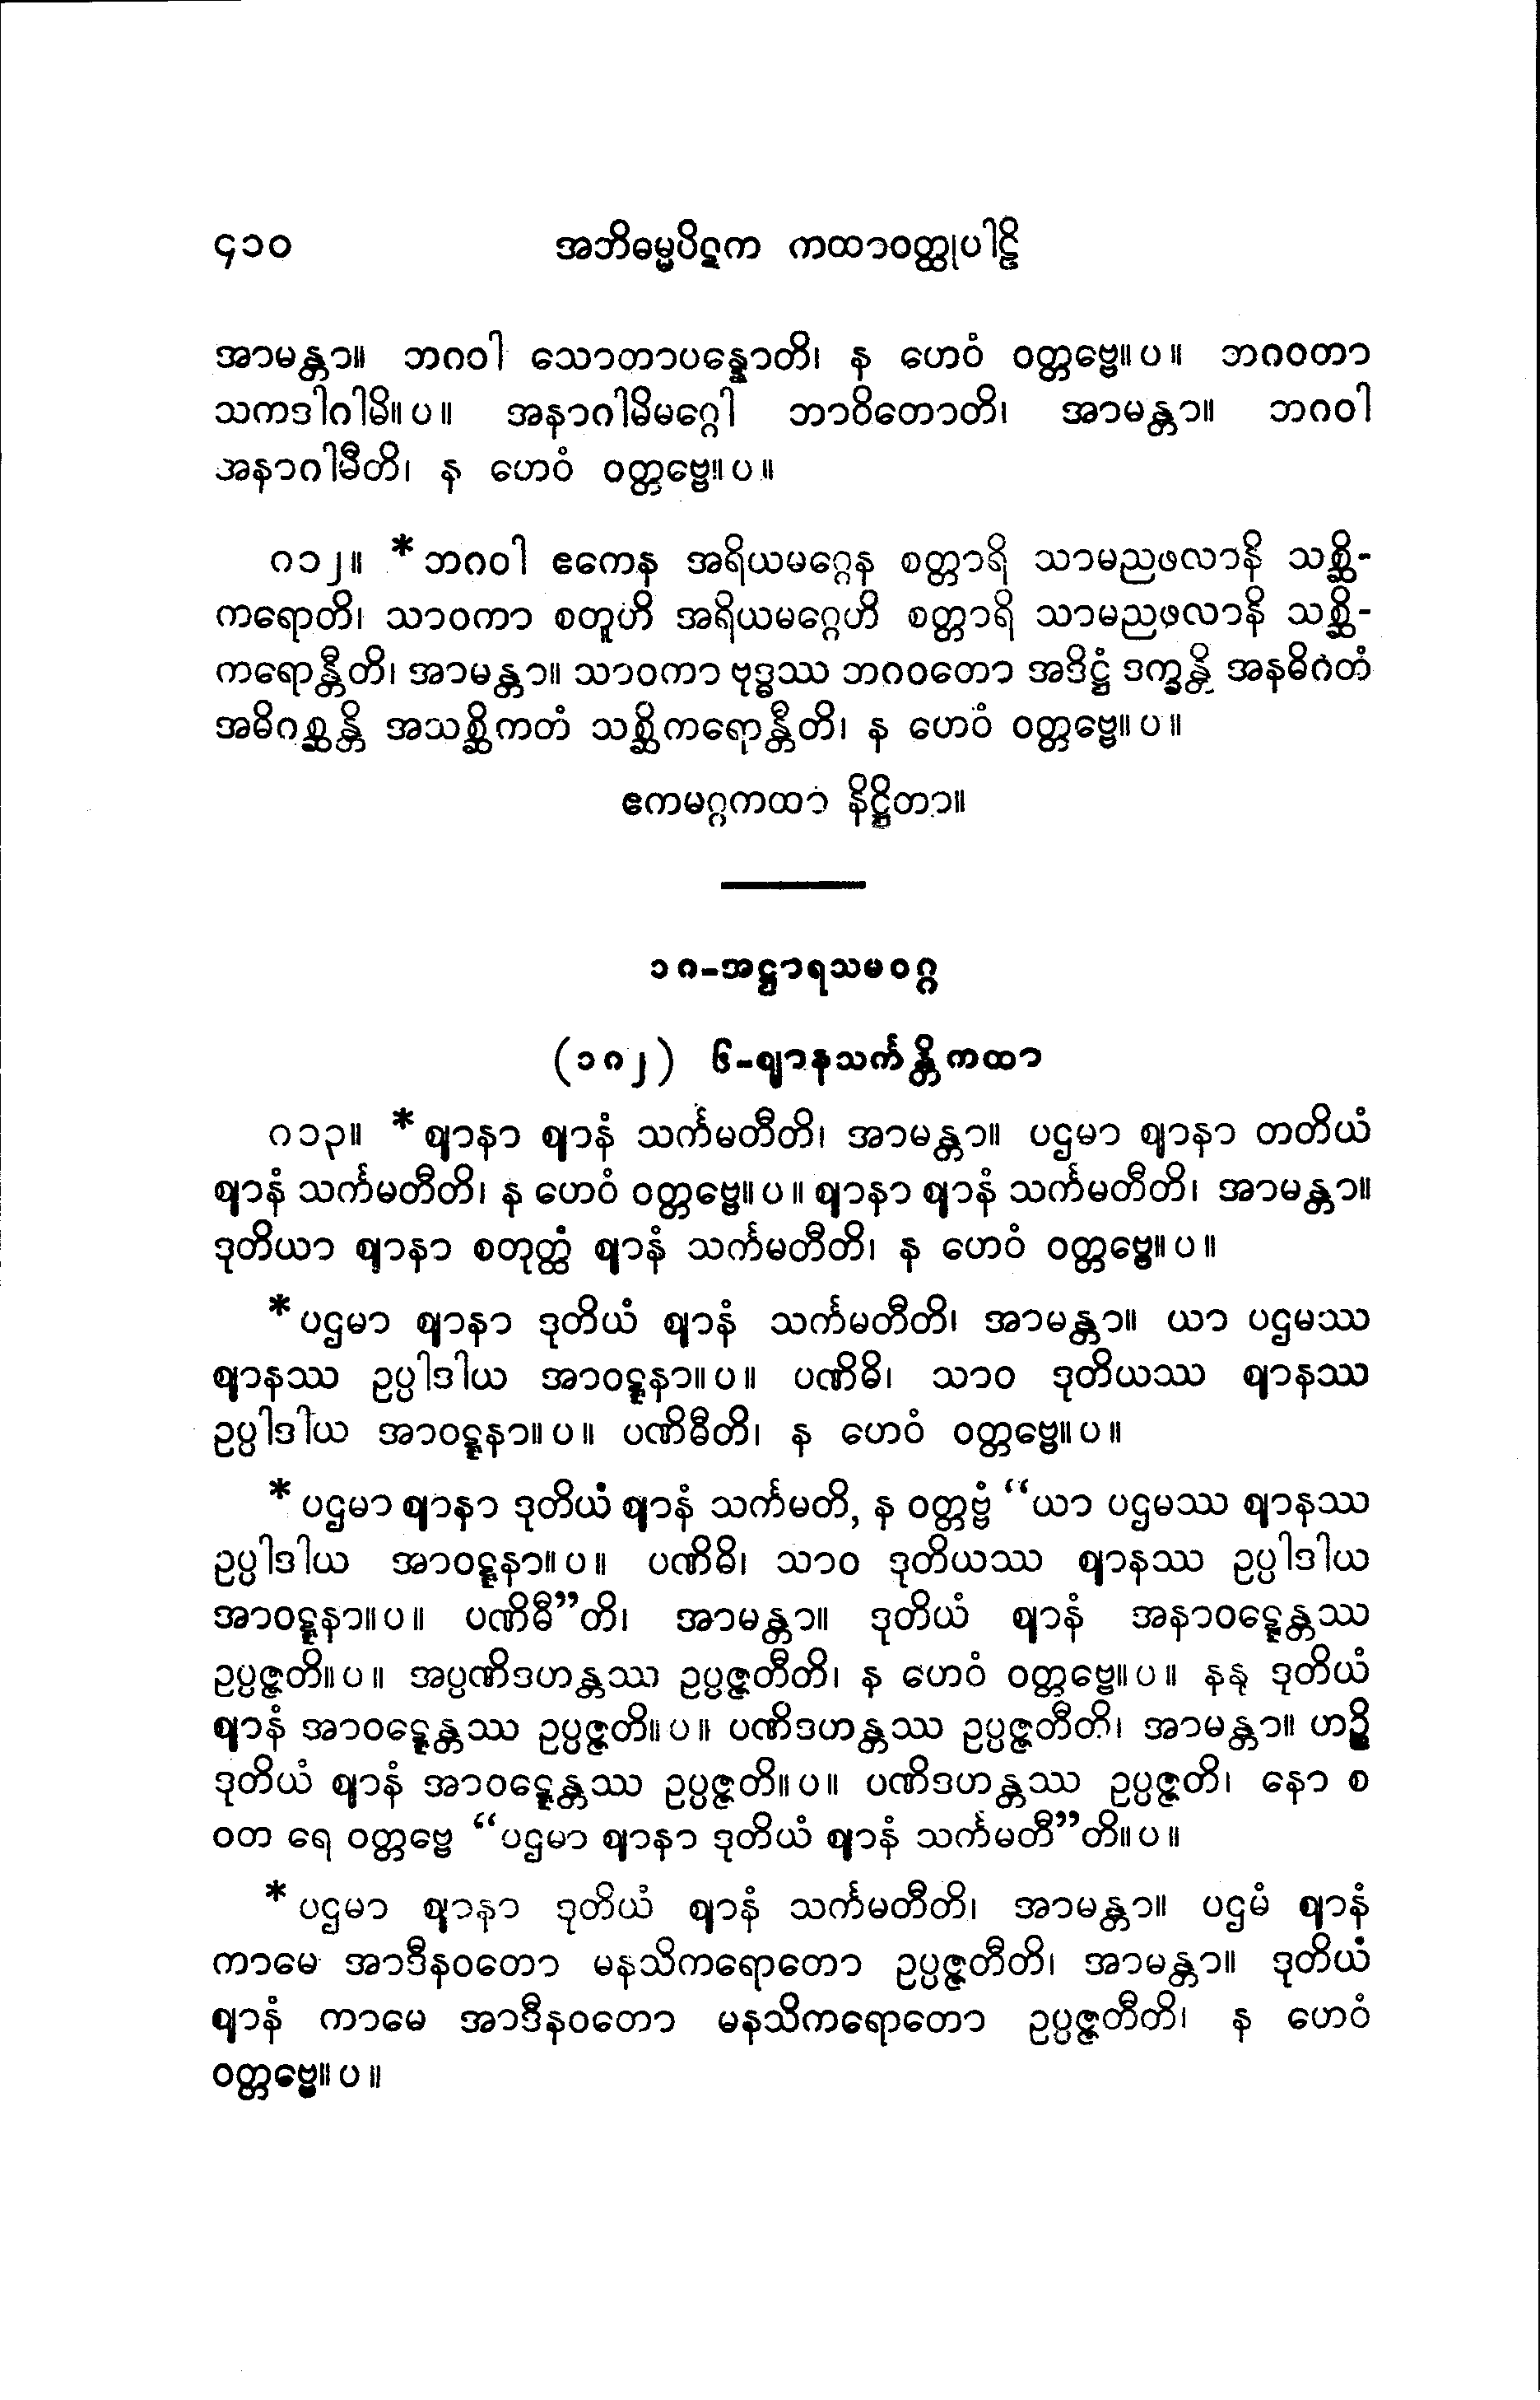 ၄၁၀ အဘိဓမ္မပိဋက ကထာဝတ္ထုပါဠိ
အာမန္တာ။ ဘဂဝါ သောတာပန္နောတိ၊ န ဟေဝံ ဝတ္တဗ္ဗေ။ပ။ ဘဂဝတာ
သကဒါဂါမိ။ပ။ အနာဂါမိမဂ္ဂေါ ဘာဝိတောတိ၊ အာမန္တာ။ ဘဂဝါ
အနာဂါမီတိ၊ န ဟေဝံ ဝတ္တဗ္ဗေ။ပ။
ဂ၁၂။ *ဘဂဝါ ဧကေန အရိယမဂ္ဂေန စတ္တာရိ သာမညဖလာနိ သစ္ဆိ-
ကရောတိ၊ သာဝကာ စတူဟိ အရိယမဂ္ဂေဟိ စတ္တာရိ သာမညဖလာနိ သစ္ဆိ-
ကရောန္တီတိ၊ အာမန္တာ။ သာဝကာ ဗုဒ္ဓဿ ဘဂဝတော အဒိဋ္ဌံ ဒက္ခန္တိ အနဓိဂတံ
အဓိဂစ္ဆန္တိ အသစ္ဆိကတံ သစ္ဆိကရောန္တီတိ၊ န ဟေဝံ ဝတ္တဗ္ဗေ။ပ။
ဧကမဂ္ဂကထာ နိဋ္ဌိတာ။
၁ဂ-အဋ္ဌာရသမဝဂ္ဂ
(၁ဂ၂) ၆-ဈာနသင်္ကန္တိကထာ
ဂ၁၃။ *ဈာနာ ဈာနံ သင်္ကမတီတိ၊ အာမန္တာ။ ပဌမာ ဈာနာ တတိယံ
ဈာနံ သင်္ကမတီတိ၊ န ဟေဝံ ဝတ္တဗ္ဗေ။ပ။ ဈာနာ ဈာနံ သင်္ကမတီတိ၊ အာမန္တာ။
ဒုတိယာ ဈာနာ စတုတ္ထံ ဈာနံ သင်္ကမတီတိ၊ န ဟေဝံ ဝတ္တဗ္ဗေ။ပ။
*ပဌမာ ဈာနာ ဒုတိယံ ဈာနံ သင်္ကမတီတိ၊ အာမန္တာ။ ယာ ပဌမဿ
ဈာနဿ ဥပ္ပါဒါယ အာဝဋ္ဋနာ။ပ။ ပဏိဓိ၊ သာဝ ဒုတိယဿ ဈာနဿ
ဥပ္ပါဒါယ အာဝဋ္ဋနာ။ပ။ ပဏိဓီတိ၊ န ဟေဝံ ဝတ္တဗ္ဗေ။ပ။
*ပဌမာ ဈာနာ ဒုတိယံ ဈာနံ သင်္ကမတိ, န ဝတ္တဗ္ဗံ “ယာ ပဌမဿ ဈာနဿ
ဥပ္ပါဒါယ အာဝဋ္ဋနာ။ပ။ ပဏိဓိ၊ သာဝ ဒုတိယဿ ဈာနဿ ဥပ္ပါဒါယ
အာဝဋ္ဋနာ။ပ။ ပဏိဓီ”တိ၊ အာမန္တာ။ ဒုတိယံ ဈာနံ အနာဝဋ္ဋေန္တဿ
ဥပ္ပဇ္ဇတိ။ပ။ အပ္ပဏိဒဟန္တဿ ဥပ္ပဇ္ဇတီတိ၊ န ဟေဝံ ဝတ္တဗ္ဗေ။ပ။ နနု ဒုတိယံ
ဈာနံ အာဝဋ္ဋေန္တဿ ဥပ္ပဇ္ဇတိ။ပ။ ပဏိဒဟန္တဿ ဥပ္ပဇ္ဇတီတိ၊ အာမန္တာ။ ဟဉ္စိ
ဒုတိယံ ဈာနံ အာဝဋ္ဋေန္တဿ ဥပ္ပဇ္ဇတိ။ပ။ ပဏိဒဟန္တဿ ဥပ္ပဇ္ဇတိ၊ နော စ
ဝတ ရေ ဝတ္တဗ္ဗေ “ပဌမာ ဈာနာ ဒုတိယံ ဈာနံ သင်္ကမတီ”တိ။ပ။
*ပဌမာ ဈာနာ ဒုတိယံ ဈာနံ သင်္ကမတီတိ၊ အာမန္တာ။ ပဌမံ ဈာနံ
ကာမေ အာဒီနဝတော မနသိကရောတော ဥပ္ပဇ္ဇတီတိ၊ အာမန္တာ။ ဒုတိယံ
ဈာနံ ကာမေ အာဒီနဝတော မနသိကရောတော ဥပ္ပဇ္ဇတီတိ၊ န ဟေဝံ
ဝတ္တဗ္ဗေ။ပ။